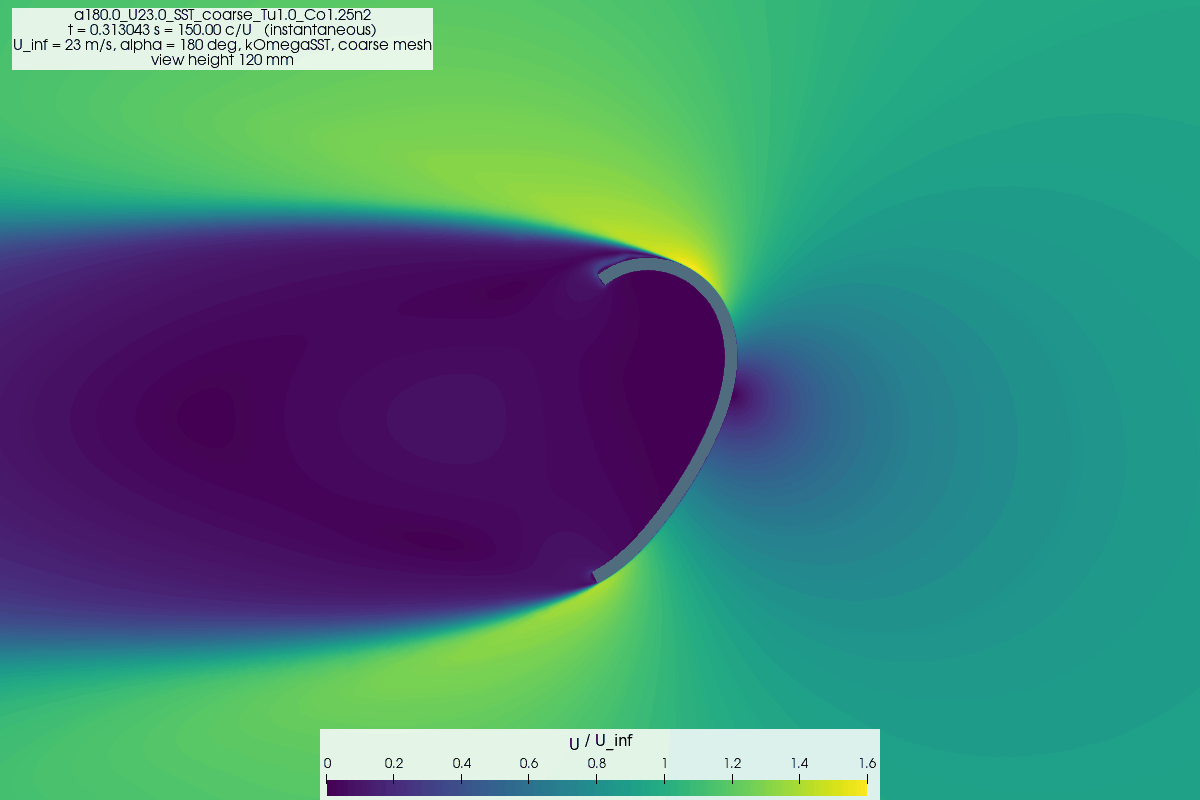 a180.0_U23.0_SST_coarse_Tu1.0_Co1.25n2
t = 0.313043 s = 150.00 c/U (instantaneous)
U_inf = 23 m/s, alpha = 180 deg, kOmegaSST, coarse mesh
view height 120 mm
U / U_inf
0 0.2 0.4 0.6 0.8 1 1.2 1.4 1.6